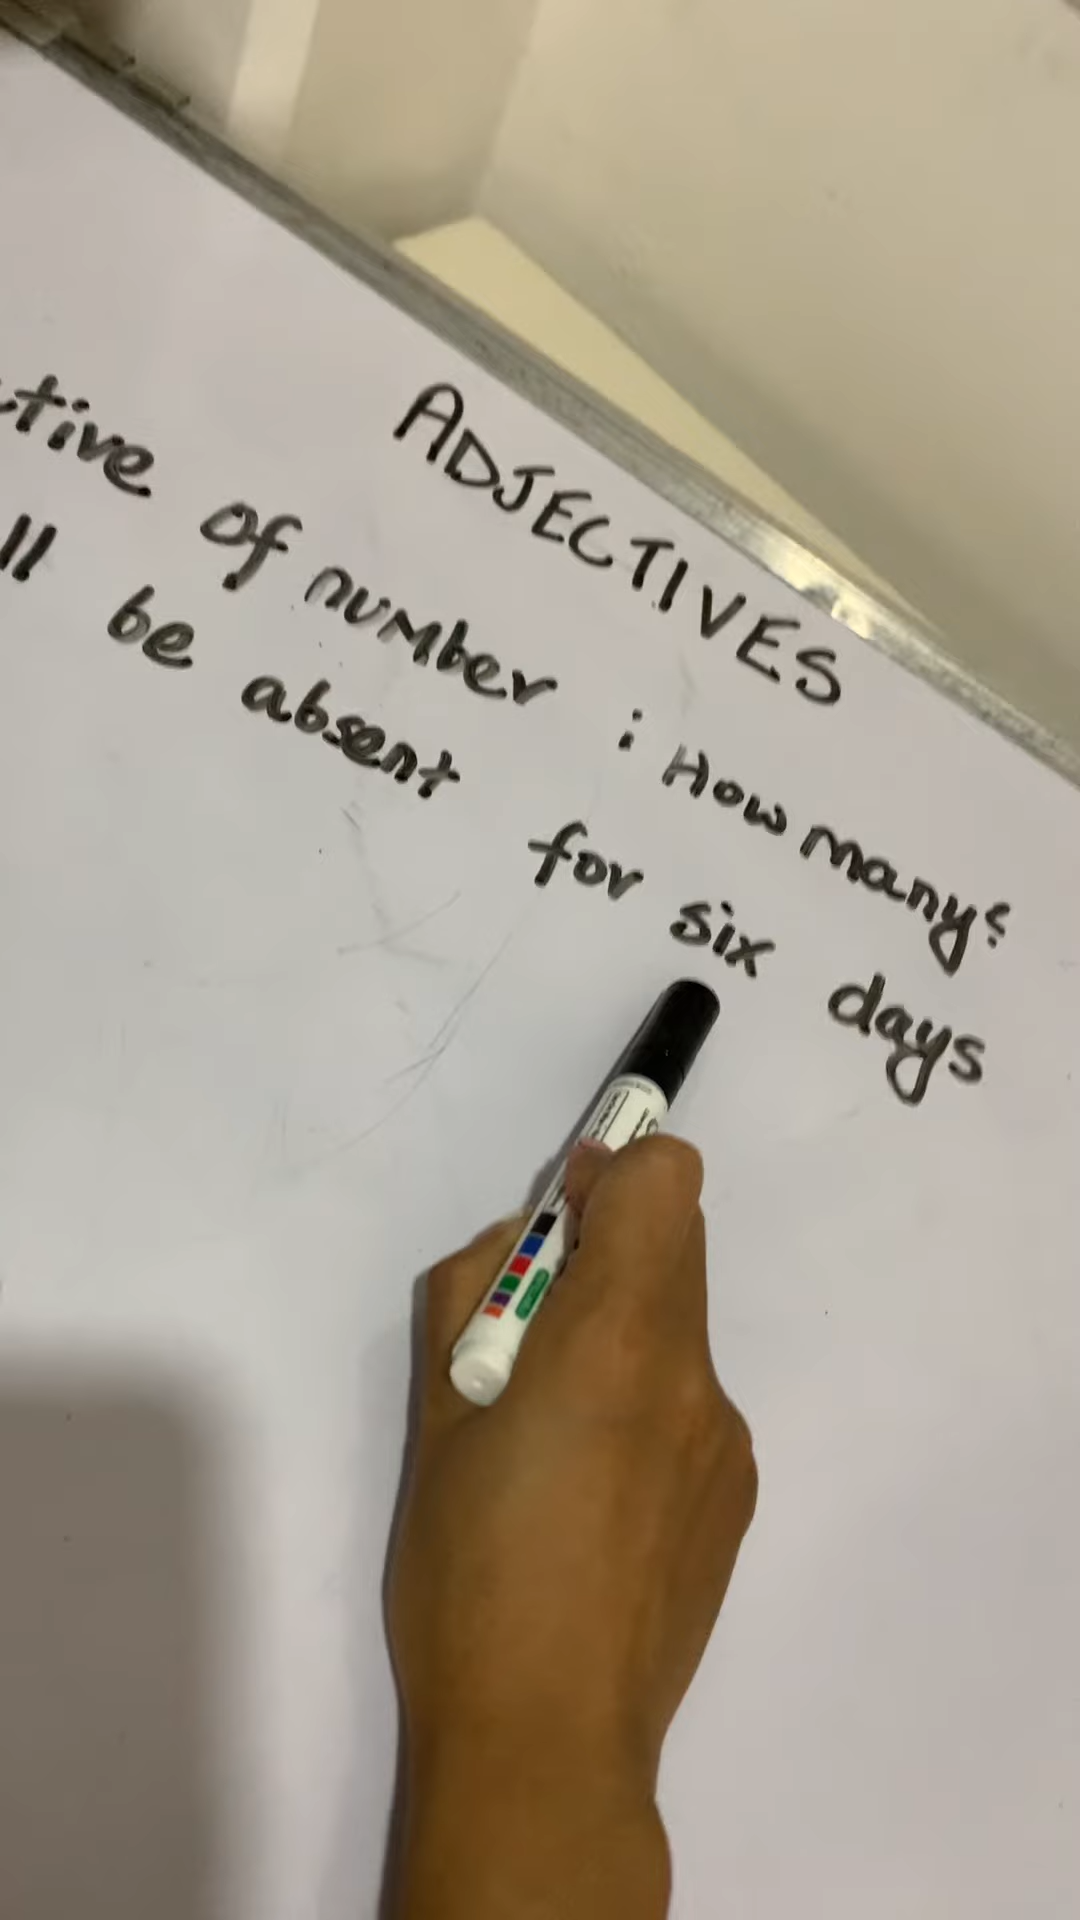 ADJECTIVES
tive of number : How many?
ll be absent for six days